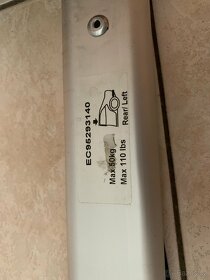 EC95293140
Rear/ Left
Max 50kg
Max 110 lbs